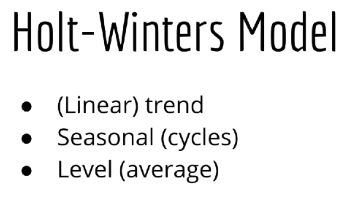 Holt-Winters Model
● (Linear) trend
● Seasonal (cycles)
● Level (average)